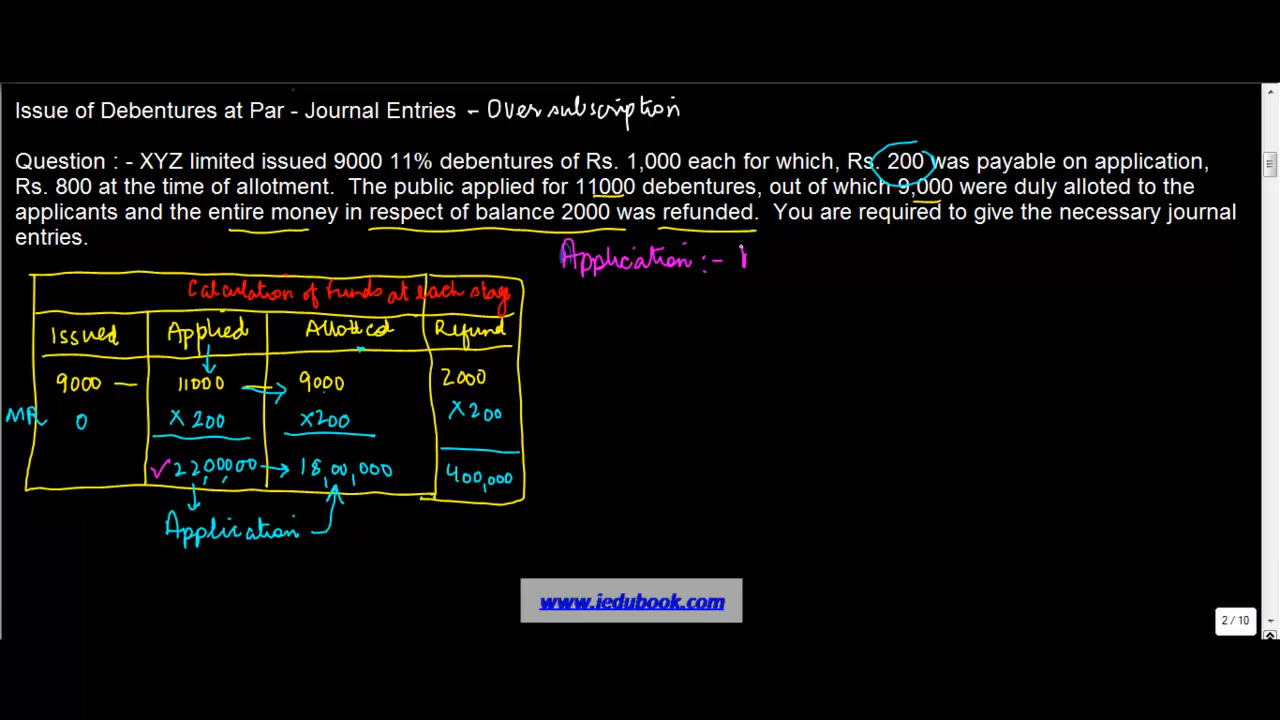 Issue of Debentures at Par - Journal Entries - Over subscription
Question : - XYZ limited issued 9000 11% debentures of Rs. 1,000 each for which, Rs. 200 was payable on application,
Rs. 800 at the time of allotment. The public applied for 11000 debentures, out of which 9,000 were duly alloted to the
applicants and the entire money in respect of balance 2000 was refunded. You are required to give the necessary journal
entries.
Application :-
Calculation of funds at each stage
Issued Applied Allotted Refund
9000 — 11000 — 9000 2000
MR 0 X 200 X200 X 200
✓ 22,00,000 → 18,00,000 400,000
Application
www.iedubook.com
2 / 10